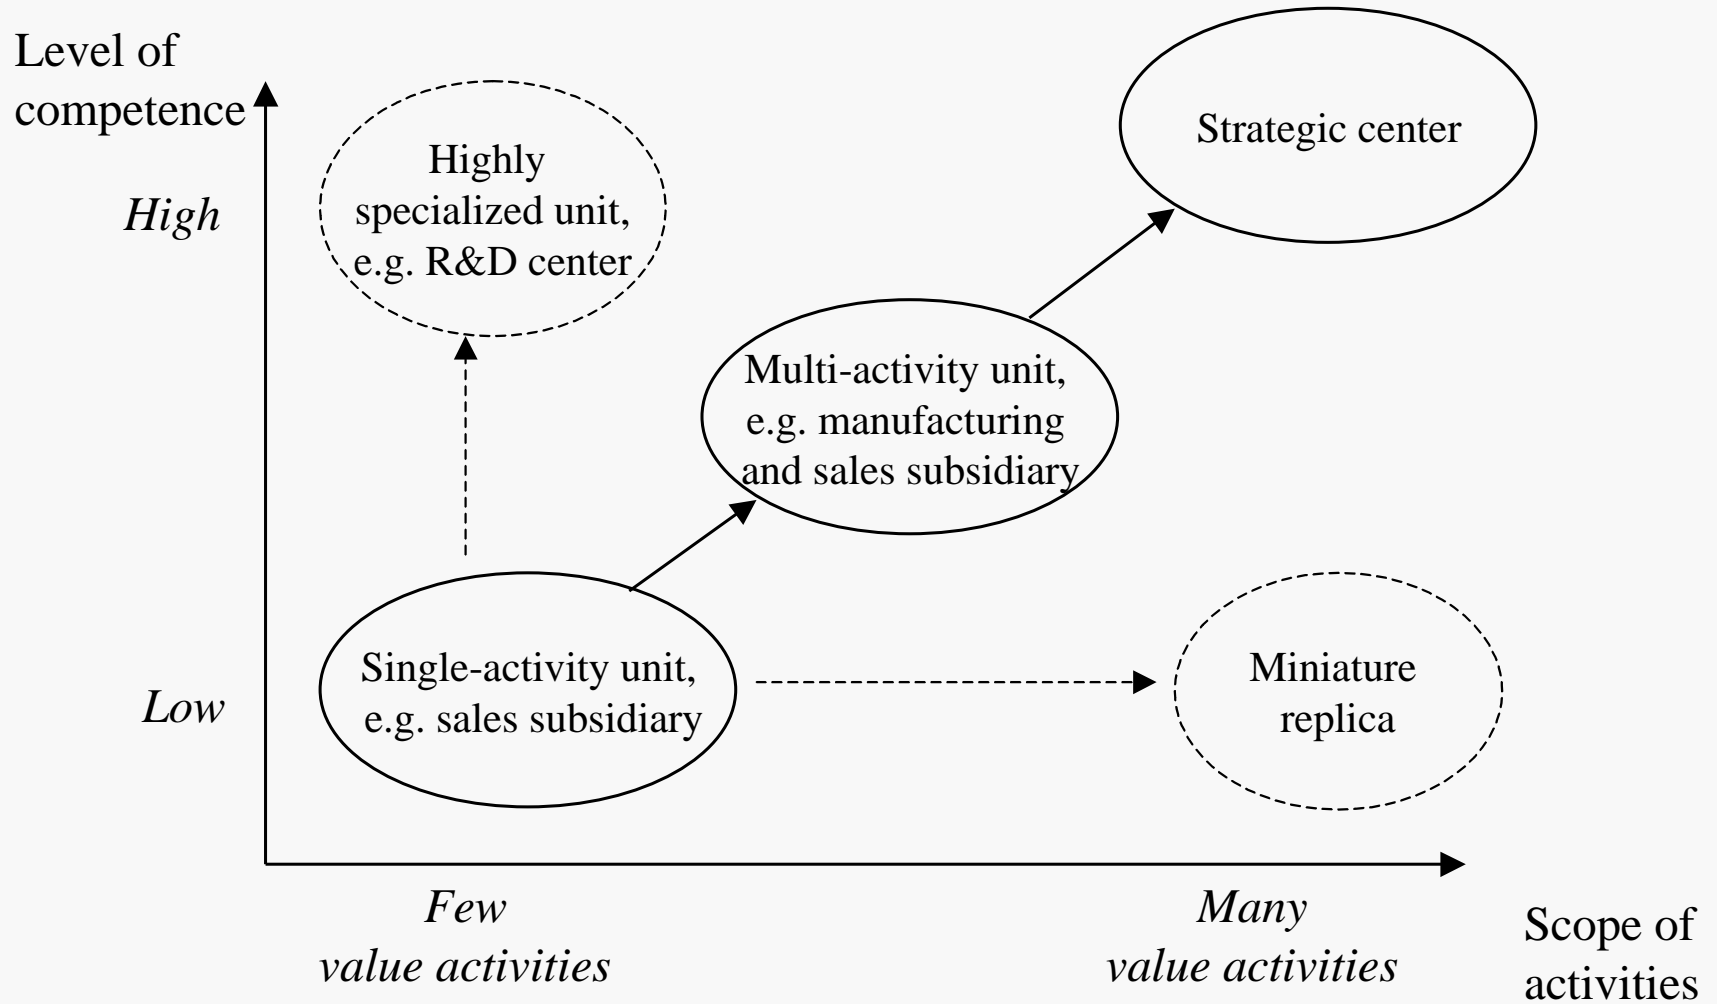 Level of
competence
High
Low
Highly
specialized unit,
e.g. R&D center
Strategic center
Multi-activity unit,
e.g. manufacturing
and sales subsidiary
Single-activity unit,
e.g. sales subsidiary
Miniature
replica
Few
value activities
Many
value activities
Scope of
activities